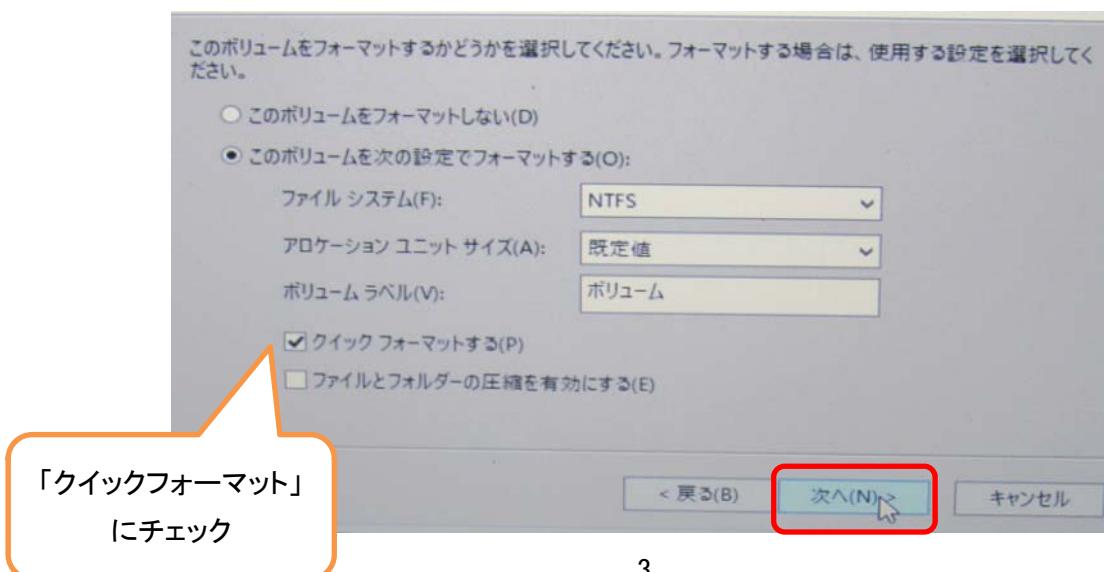 このボリュームをフォーマットするかどうかを選択してください。フォーマットする場合は、使用する設定を選択してく
ださい。
このボリュームをフォーマットしない(D)
このボリュームを次の設定でフォーマットする(O):
ファイル システム(F):
NTFS
アロケーション ユニット サイズ(A):
既定値
ボリューム ラベル(V):
ボリューム
クイック フォーマットする(P)
ファイルとフォルダーの圧縮を有効にする(E)
「クイックフォーマット」
にチェック
< 戻る(B)
次へ(N) >
キャンセル
3